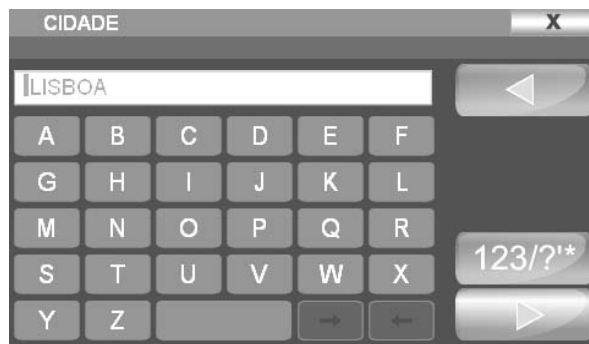 CIDADE X
LISBOA
A B C D E F
G H I J K L
M N O P Q R
S T U V W X
123/?'*
Y Z → ←